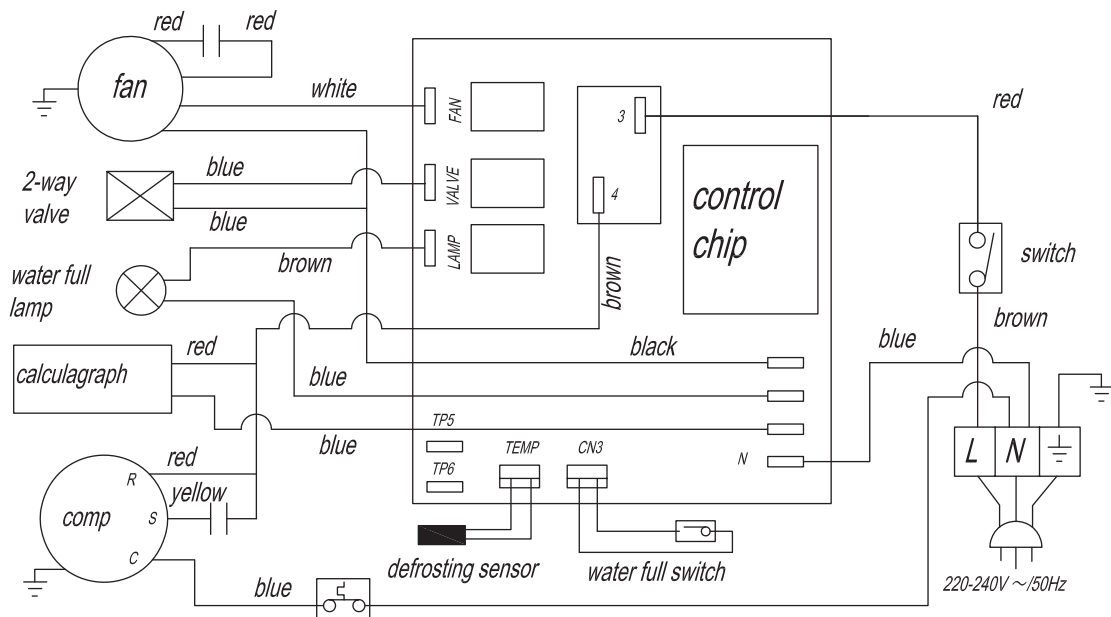 red
red
fan
white
FAN
3
red
2-way
valve
blue
blue
VALVE
4
control
chip
water full
lamp
brown
LAMP
brown
switch
brown
red
calculagraph
black
blue
blue
blue
TP5
TP6
TEMP
CN3
N
L
N
red
R
yellow
comp
S
C
defrosting sensor
water full switch
blue
220-240V ～/50Hz